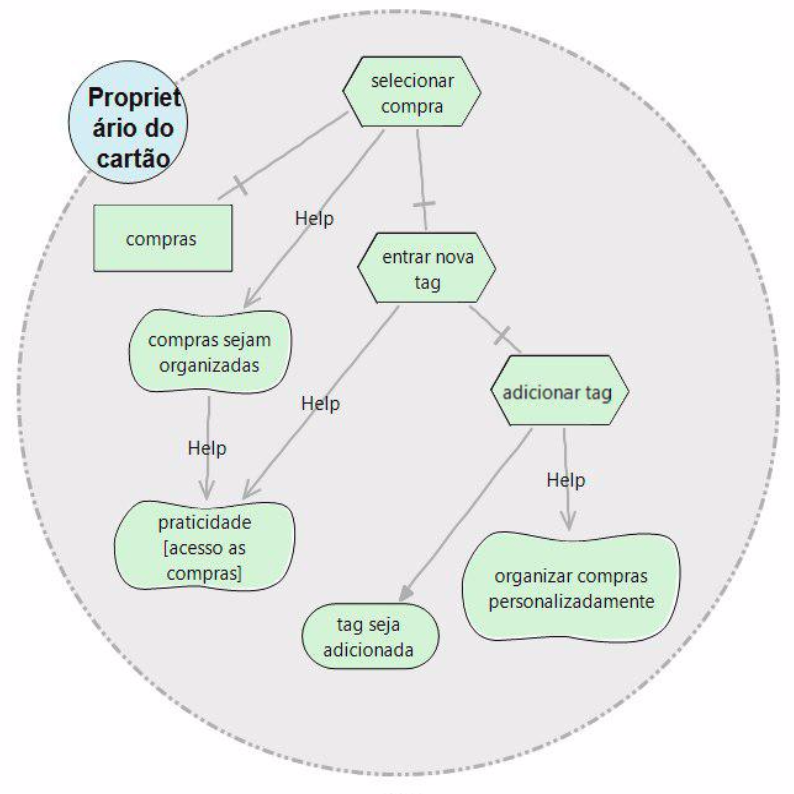 selecionar
compra
Propriet
ário do
cartão
Help
compras
entrar nova
tag
compras sejam
organizadas
Help
adicionar tag
Help
Help
praticidade
[acesso as
compras]
organizar compras
personalizadamente
tag seja
adicionada